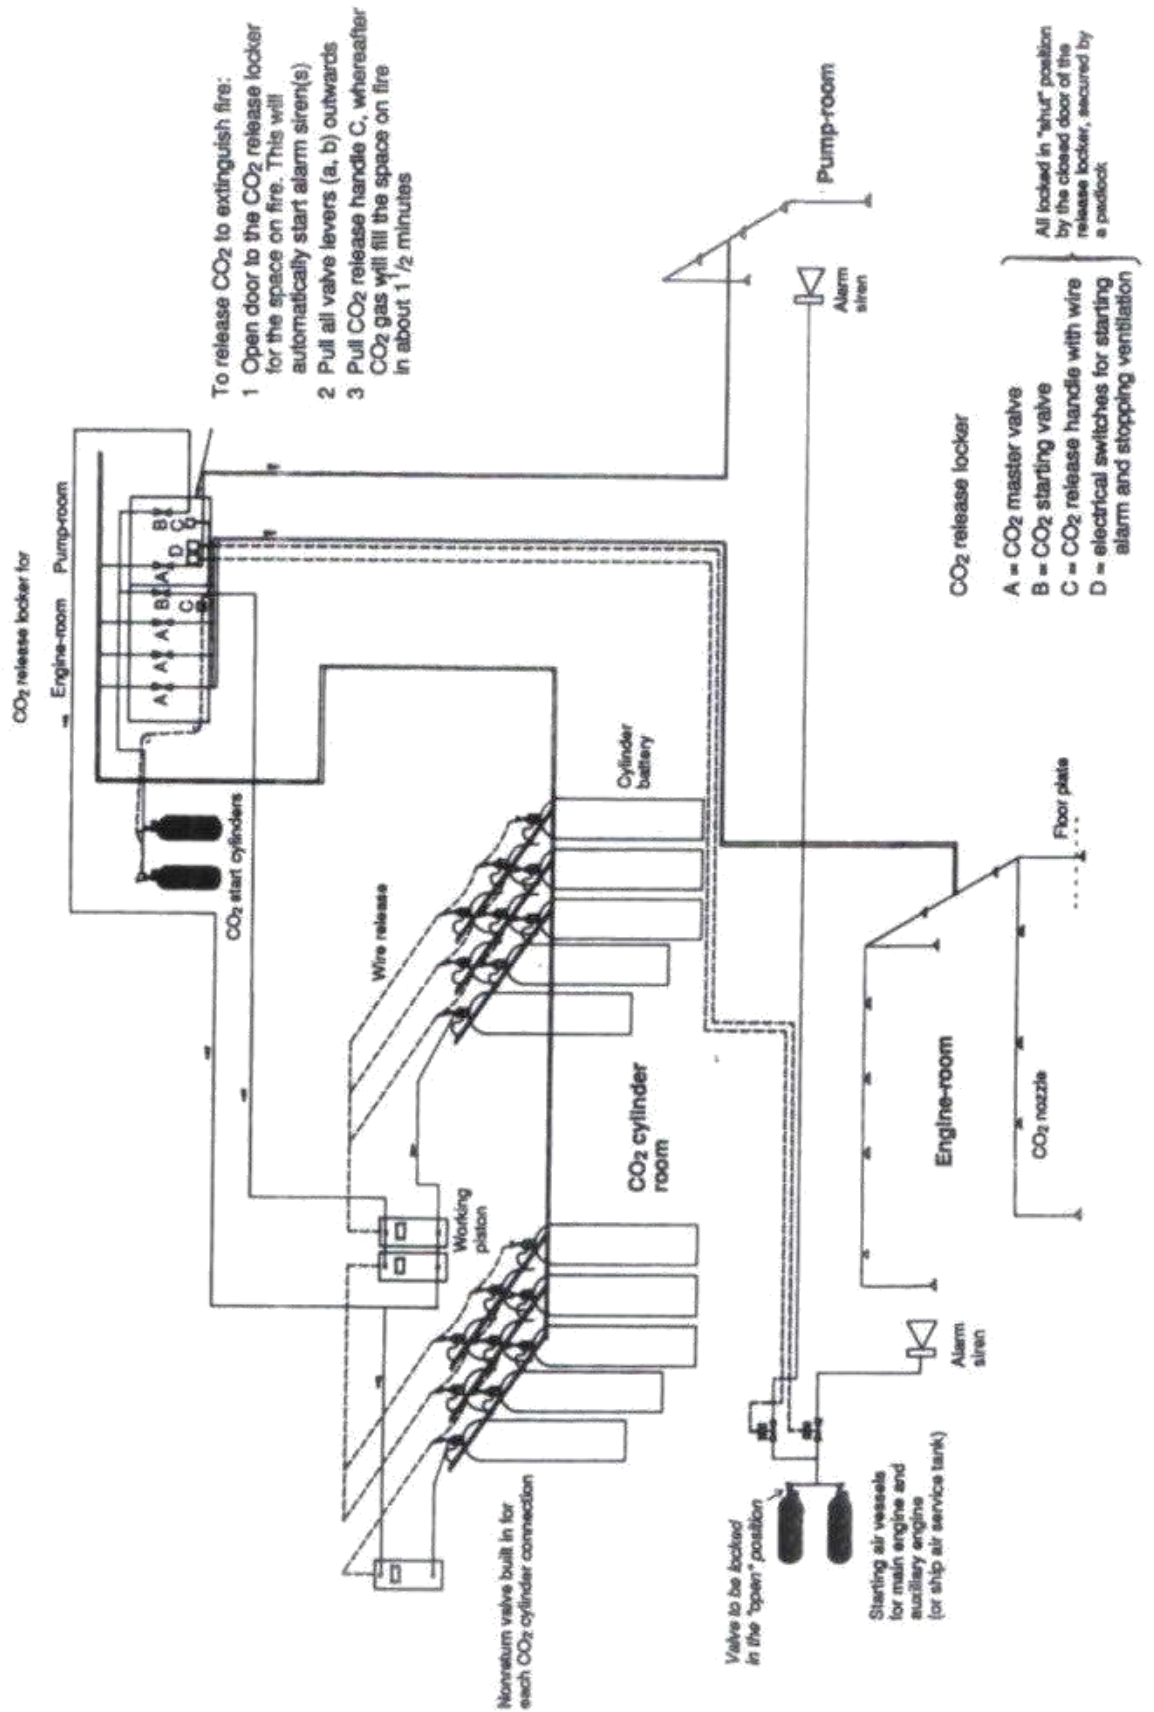 CO2 release locker for
Engine-room Pump-room
To release CO2 to extinguish fire:
1 Open door to the CO2 release locker
for the space on fire. This will
automatically start alarm siren(s)
2 Pull all valve levers (a, b) outwards
3 Pull CO2 release handle C, whereafter
CO2 gas will fill the space on fire
in about 1 1/2 minutes
A A A B A D B
C C
CO2 start cylinders
Wire release
Working
piston
Cylinder
battery
CO2 cylinder
room
Nonreturn valve built in for
each CO2 cylinder connection
Pump-room
Alarm
siren
Valve to be locked
in the "open" position
Starting air vessels
for main engine and
auxiliary engine
(or ship air service tank)
Alarm
siren
Engine-room
CO2 nozzle
Floor plate
CO2 release locker
A = CO2 master valve
B = CO2 starting valve
C = CO2 release handle with wire
D = electrical switches for starting
alarm and stopping ventilation
All locked in "shut" position
by the closed door of the
release locker, secured by
a padlock